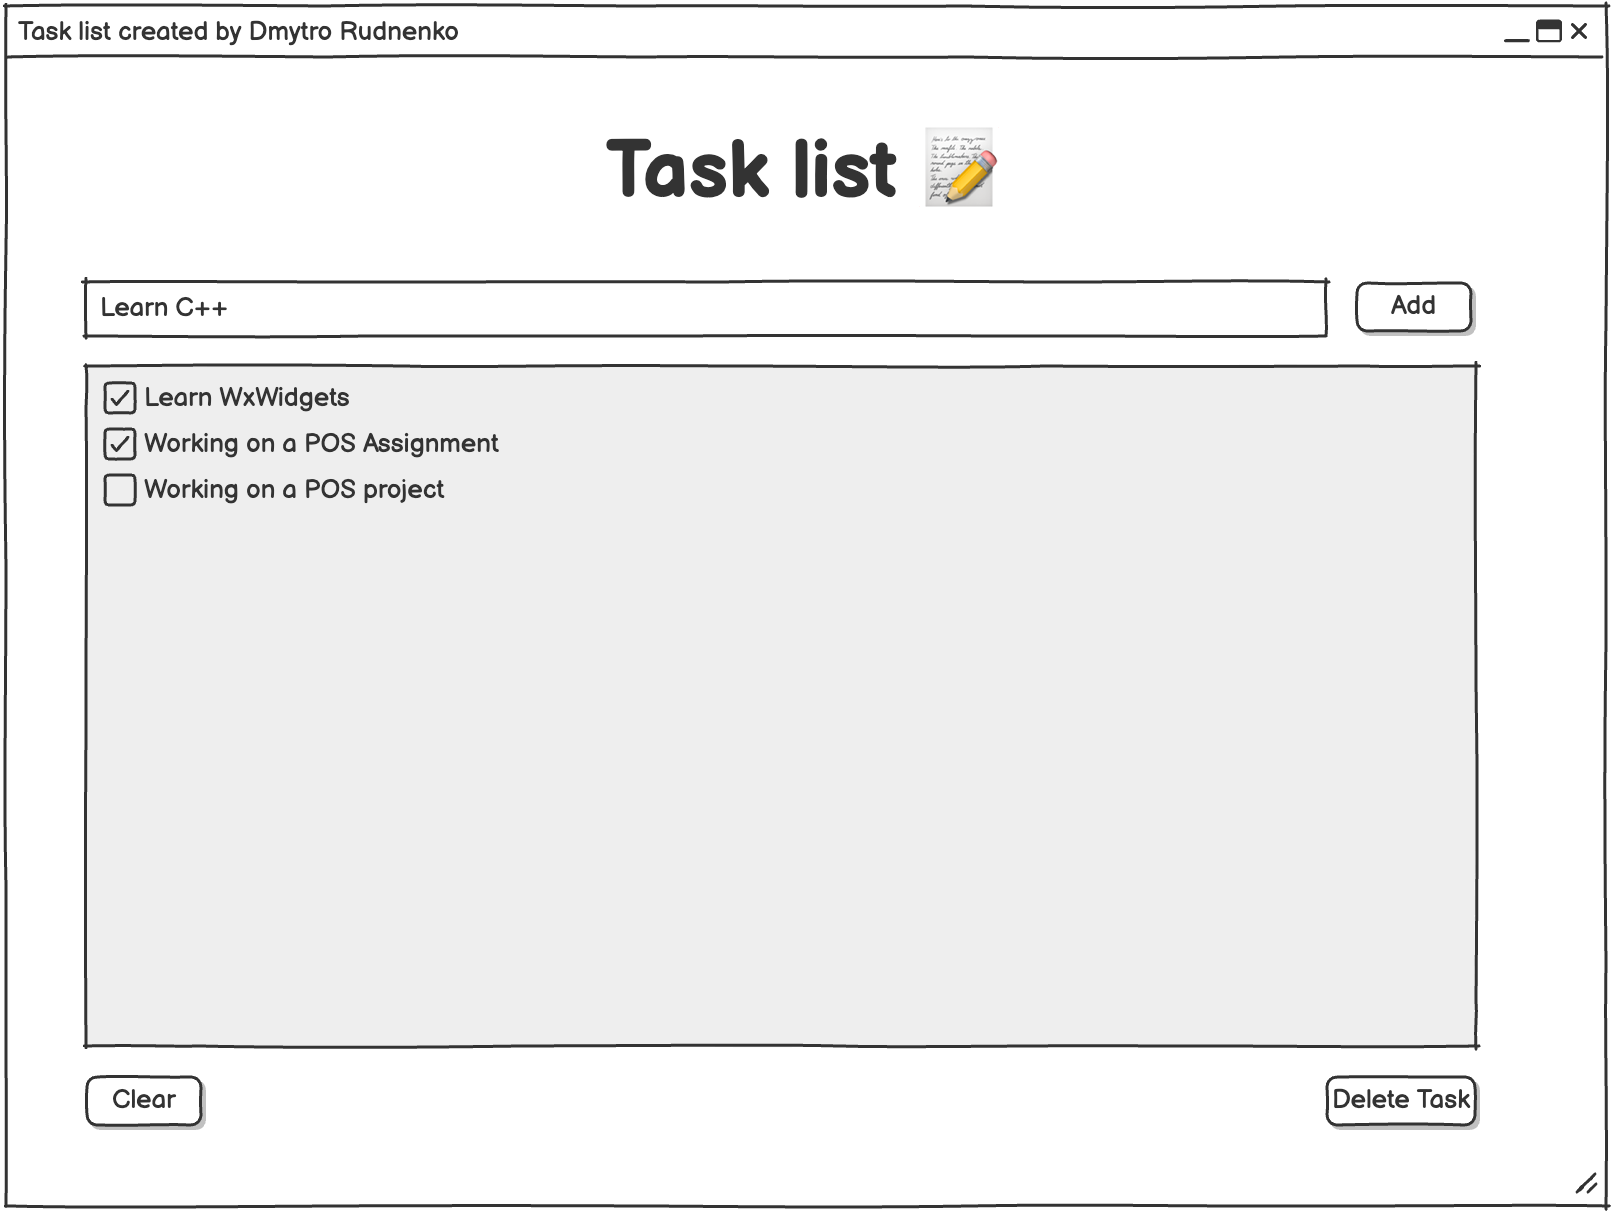 Task list created by Dmytro Rudnenko
Task list
Learn C++
Add
Learn WxWidgets
Working on a POS Assignment
Working on a POS project
Clear
Delete Task